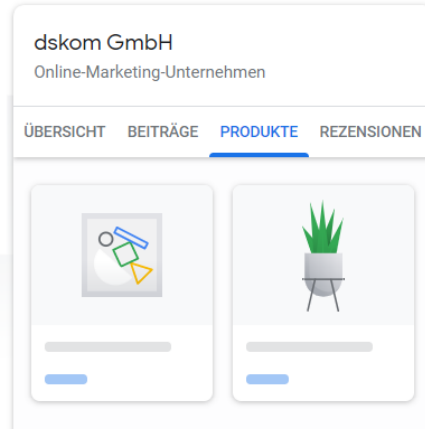 dskom GmbH
Online-Marketing-Unternehmen
ÜBERSICHT BEITRÄGE PRODUKTE REZENSIONEN